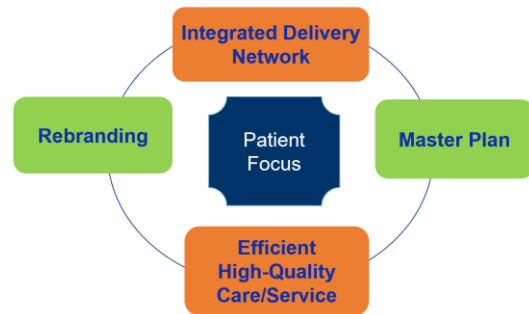 Integrated Delivery
Network
Rebranding
Patient
Focus
Master Plan
Efficient
High-Quality
Care/Service